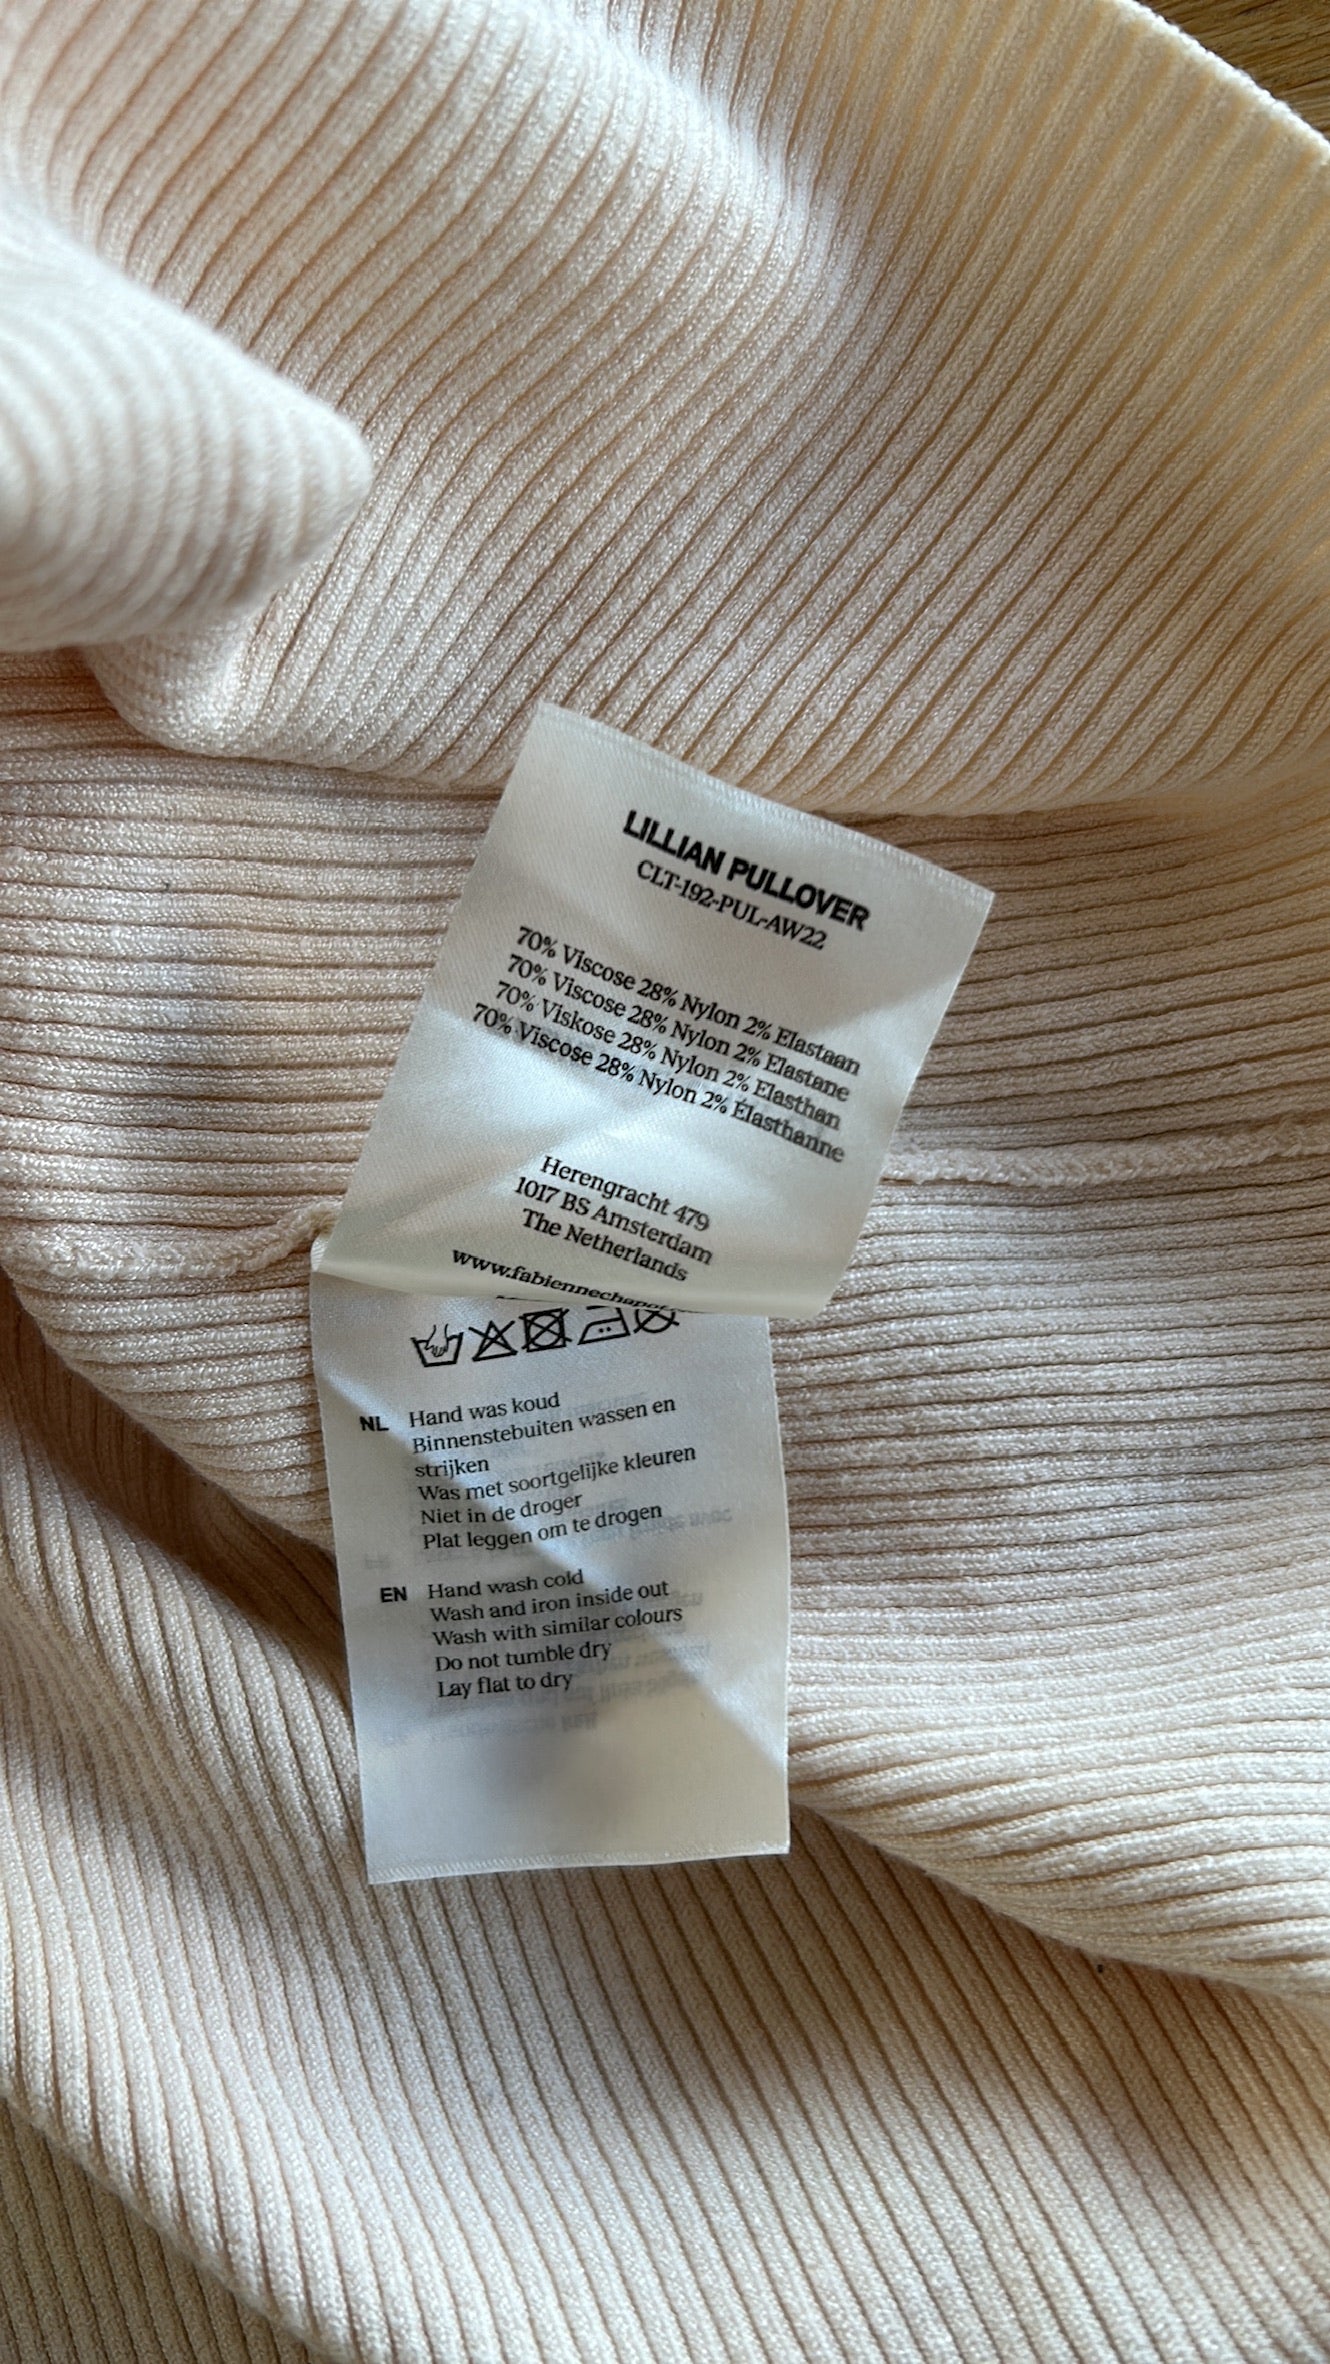 LILLIAN PULLOVER
CLT-192-PUL-AW22
70% Viscose 28% Nylon 2% Elastaan
70% Viscose 28% Nylon 2% Elastane
70% Viskose 28% Nylon 2% Elasthan
70% Viscose 28% Nylon 2% Élasthanne
Herengracht 479
1017 BS Amsterdam
The Netherlands
www.fabiennechapot
NL Hand was koud
Binnenstebuiten wassen en
strijken
Was met soortgelijke kleuren
Niet in de droger
Plat leggen om te drogen
EN Hand wash cold
Wash and iron inside out
Wash with similar colours
Do not tumble dry
Lay flat to dry